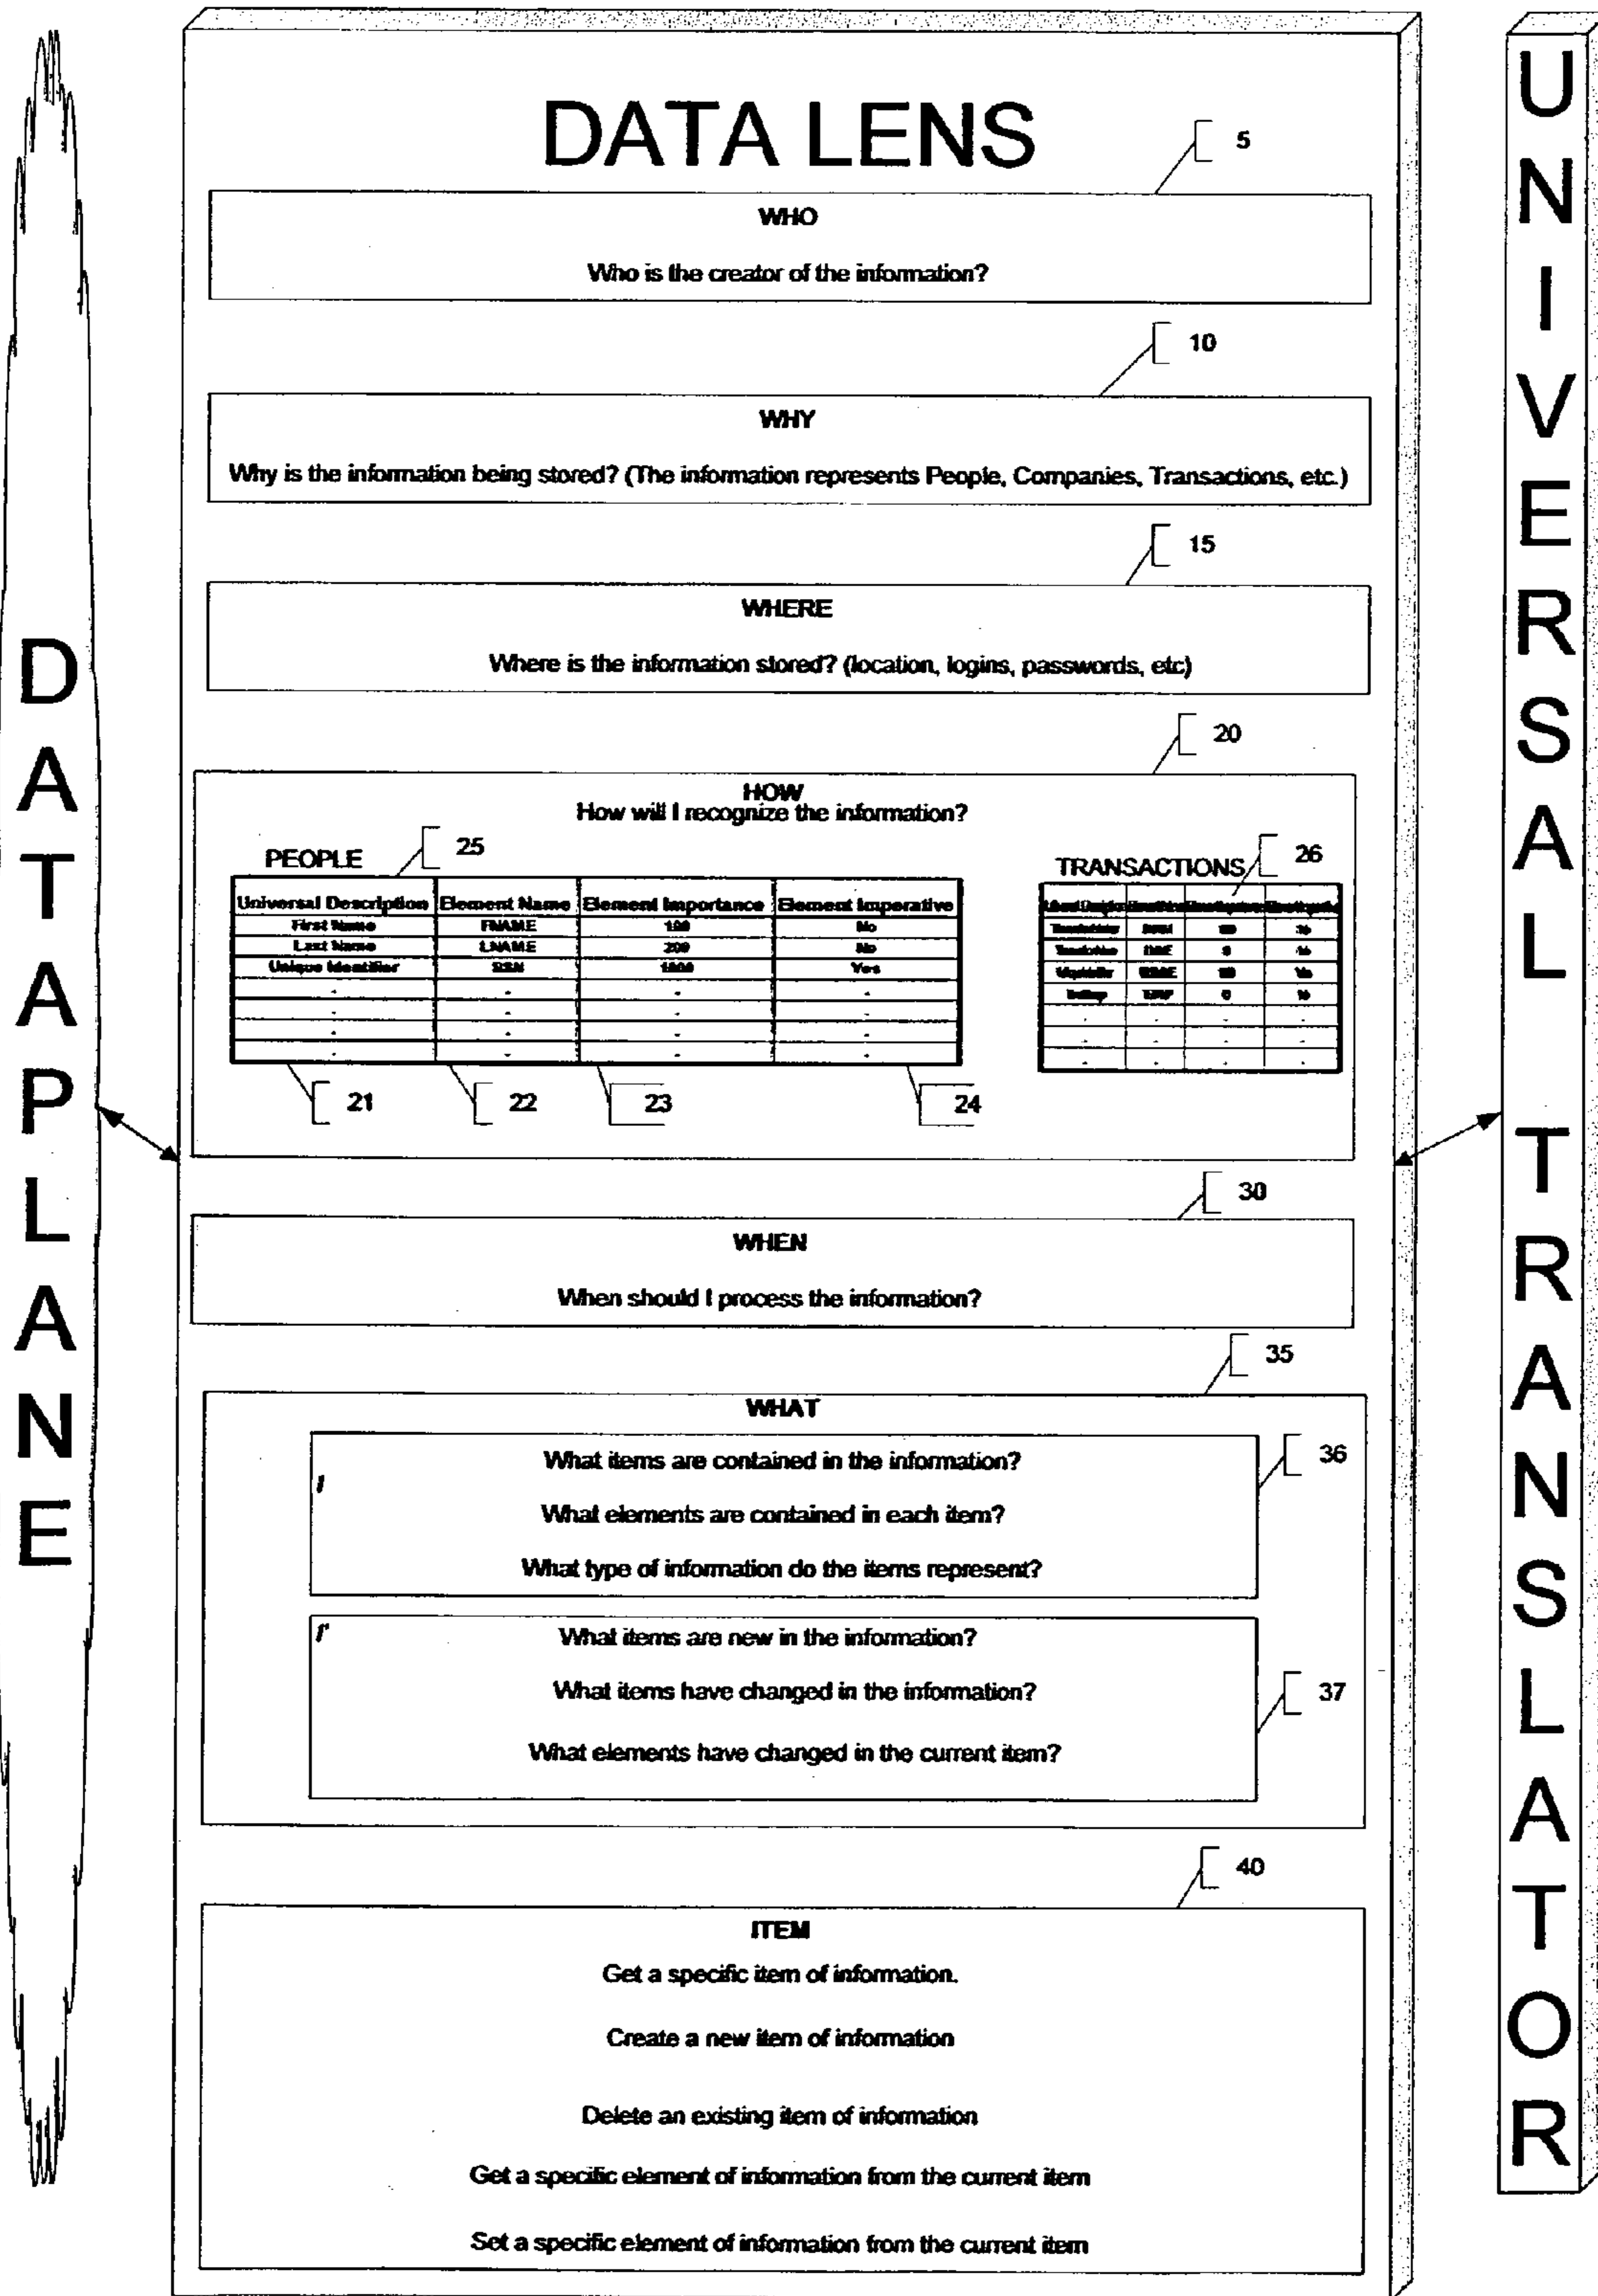 DATAPLANE
DATA LENS
5
WHO
Who is the creator of the information?
10
WHY
Why is the information being stored? (The information represents People, Companies, Transactions, etc.)
15
WHERE
Where is the information stored? (location, logins, passwords, etc)
20
HOW
How will I recognize the information?
PEOPLE 25
Universal Description Element Name Element Importance Element Imperative
First Name FNAME 100 No
Last Name LNAME 200 No
Unique Identifier SSN 1000 Yes
21 22 23 24
TRANSACTIONS 26
30
WHEN
When should I process the information?
35
WHAT
36
I
What items are contained in the information?
What elements are contained in each item?
What type of information do the items represent?
I'
What items are new in the information?
What items have changed in the information?
37
What elements have changed in the current item?
40
ITEM
Get a specific item of information.
Create a new item of information
Delete an existing item of information
Get a specific element of information from the current item
Set a specific element of information from the current item
UNIVERSAL TRANSLATOR